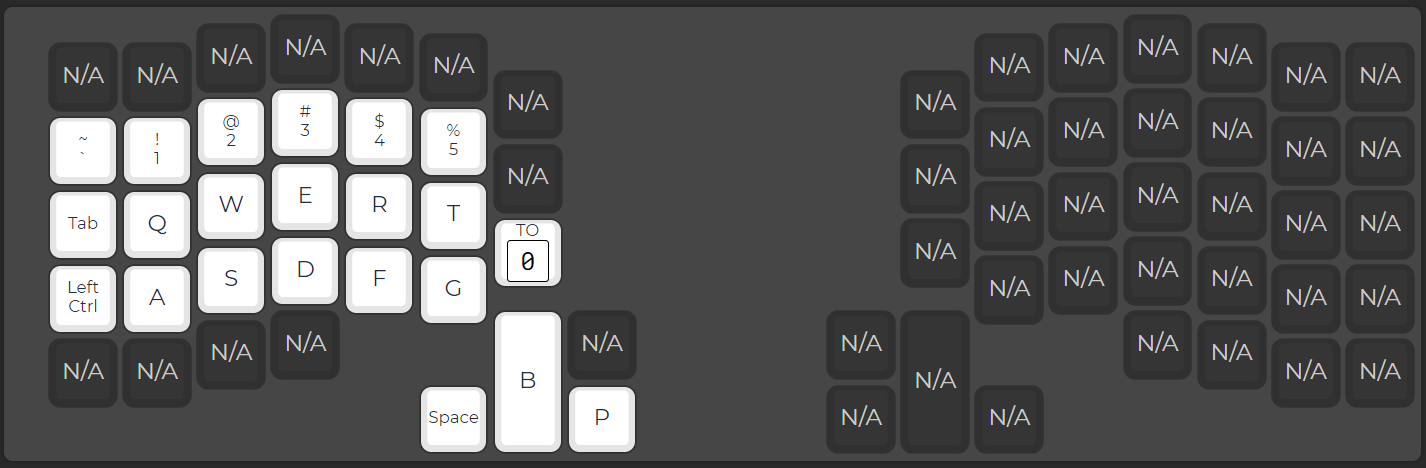 N/A N/A N/A N/A N/A N/A N/A N/A N/A N/A N/A N/A N/A N/A
~ ! @ # $ %
` 1 2 3 4 5 N/A N/A N/A N/A N/A N/A N/A N/A
Tab Q W E R T TO 0 N/A N/A N/A N/A N/A N/A N/A
Left
Ctrl A S D F G N/A N/A N/A N/A N/A N/A
N/A N/A N/A N/A N/A N/A N/A N/A N/A N/A
Space B P N/A N/A N/A